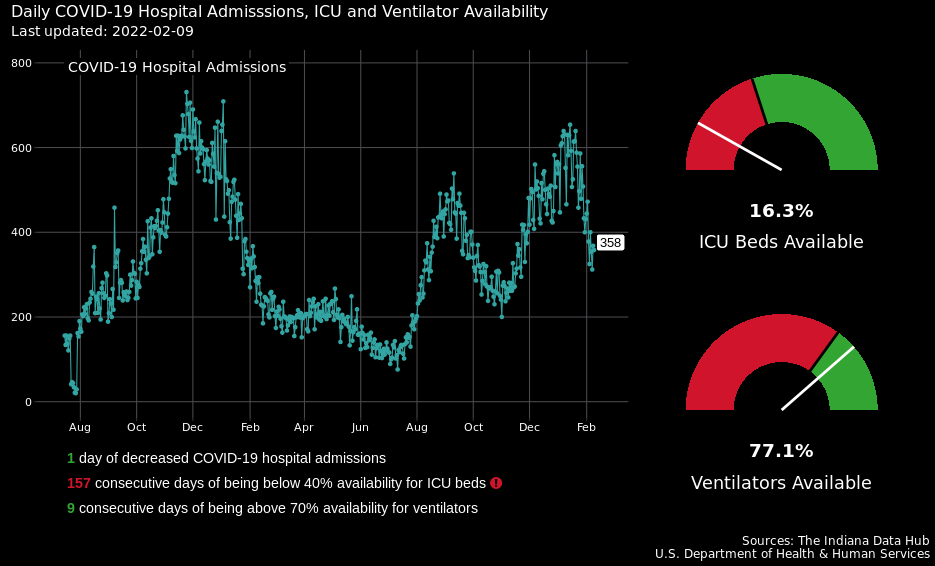 Daily COVID-19 Hospital Admisssions, ICU and Ventilator Availability
Last updated: 2022-02-09
COVID-19 Hospital Admissions
800
600
400
200
0
358
Aug Oct Dec Feb Apr Jun Aug Oct Dec Feb
16.3%
ICU Beds Available
77.1%
Ventilators Available
1 day of decreased COVID-19 hospital admissions
157 consecutive days of being below 40% availability for ICU beds !
9 consecutive days of being above 70% availability for ventilators
Sources: The Indiana Data Hub
U.S. Department of Health & Human Services